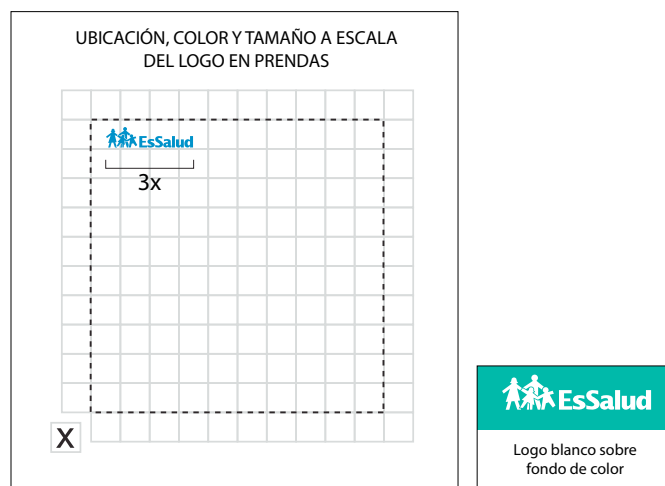 UBICACIÓN, COLOR Y TAMAÑO A ESCALA
DEL LOGO EN PRENDAS
EsSalud
3x
X
EsSalud
Logo blanco sobre
fondo de color